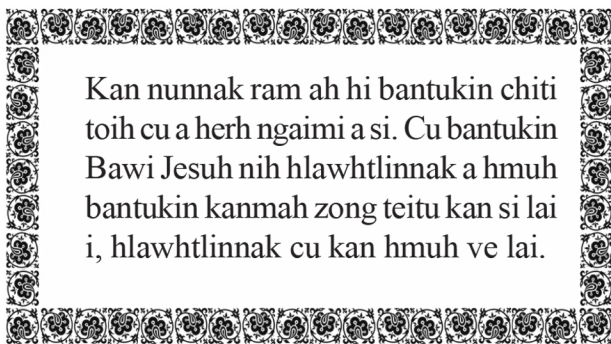 Kan nunnak ram ah hi bantukin chiti
toih cu a herh ngaimi a si. Cu bantukin
Bawi Jesuh nih hlawhtlinnak a hmuh
bantukin kanmah zong teitu kan si lai
i, hlawhtlinnak cu kan hmuh ve lai.